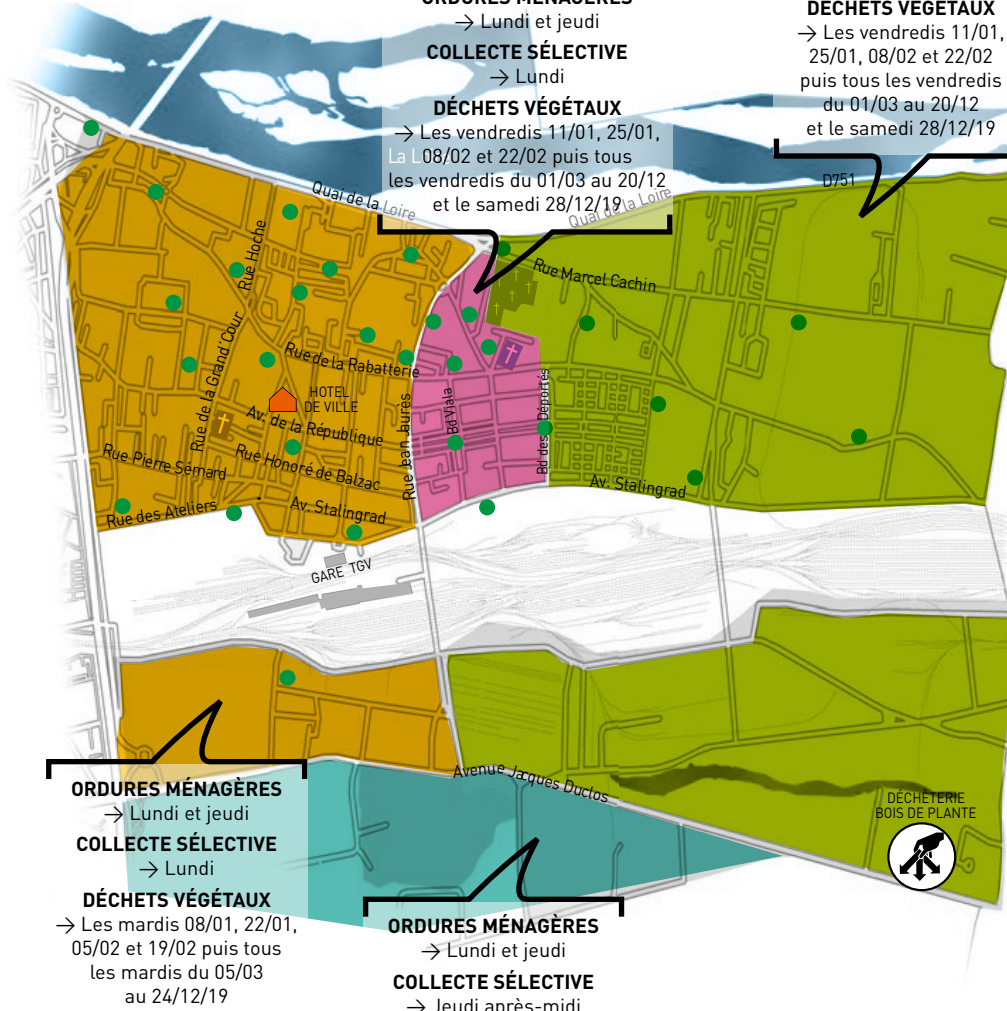 ORDURES MÉNAGÈRES
→ Lundi et jeudi
COLLECTE SÉLECTIVE
→ Lundi
DÉCHETS VÉGÉTAUX
→ Les vendredis 11/01, 25/01,
08/02 et 22/02 puis tous
les vendredis du 01/03 au 20/12
et le samedi 28/12/19
DÉCHETS VÉGÉTAUX
→ Les vendredis 11/01,
25/01, 08/02 et 22/02
puis tous les vendredis
du 01/03 au 20/12
et le samedi 28/12/19
La Loire
Quai de la Loire
Quai de la Loire
D751
Rue Hoche
Rue Marcel Cachin
Rue de la Grand' Cour
Rue de la Rabatterie
HOTEL
DE VILLE
Av. de la République
Rue Jean Jaurès
Bd Viala
Bd des Déportés
Rue Pierre Sémard
Rue Honoré de Balzac
Av. Stalingrad
Rue des Ateliers
Av. Stalingrad
GARE TGV
Avenue Jacques Duclos
DÉCHÈTERIE
BOIS DE PLANTE
ORDURES MÉNAGÈRES
→ Lundi et jeudi
COLLECTE SÉLECTIVE
→ Lundi
DÉCHETS VÉGÉTAUX
→ Les mardis 08/01, 22/01,
05/02 et 19/02 puis tous
les mardis du 05/03
au 24/12/19
ORDURES MÉNAGÈRES
→ Lundi et jeudi
COLLECTE SÉLECTIVE
→ Jeudi après-midi